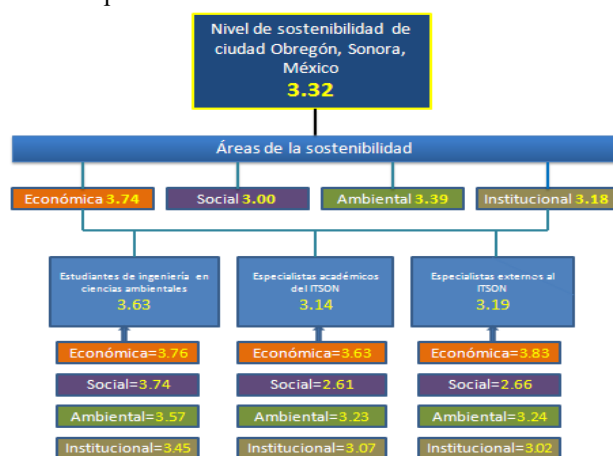 Nivel de sostenibilidad de
ciudad Obregón, Sonora,
México
3.32
Áreas de la sostenibilidad
Económica 3.74
Social 3.00
Ambiental 3.39
Institucional 3.18
Estudiantes de ingeniería en
ciencias ambientales
3.63
Especialistas académicos
del ITSON
3.14
Especialistas externos al
ITSON
3.19
Económica=3.76
Económica=3.63
Económica=3.83
Social=3.74
Social=2.61
Social=2.66
Ambiental=3.57
Ambiental=3.23
Ambiental=3.24
Institucional=3.45
Institucional=3.07
Institucional=3.02